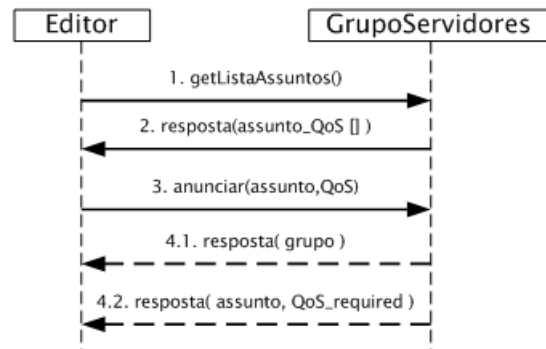 Editor
GrupoServidores
1. getListaAssuntos()
2. resposta(assunto_QoS [] )
3. anunciar(assunto,QoS)
4.1. resposta( grupo )
4.2. resposta( assunto, QoS_required )